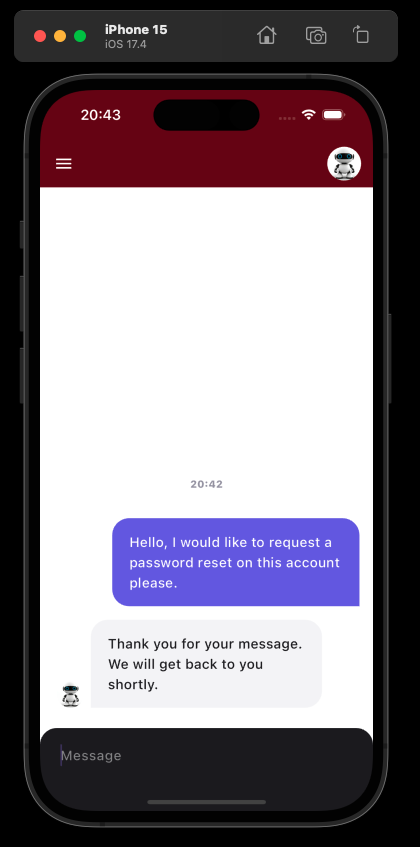 iPhone 15
iOS 17.4
20:43
20:42
Hello, I would like to request a
password reset on this account
please.
Thank you for your message.
We will get back to you
shortly.
Message